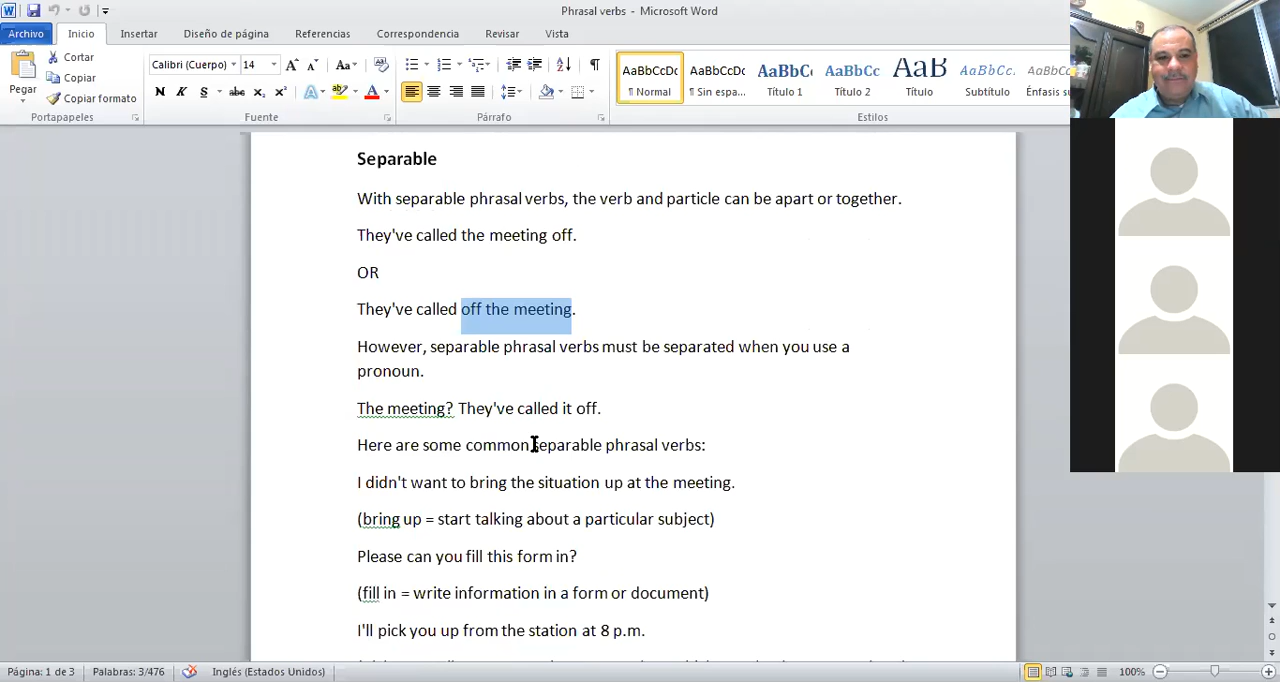 Phrasal verbs - Microsoft Word
Archivo Inicio Insertar Diseño de página Referencias Correspondencia Revisar Vista
Pegar
Cortar
Copiar
Copiar formato
Portapapeles
Calibri (Cuerpo) 14
Fuente
Párrafo
AaBbCcDc AaBbCcDc AaBbC AaBbCc AaB AaBbCc AaBbCc
¶ Normal ¶ Sin espa... Título 1 Título 2 Título Subtítulo Énfasis su
Estilos
Separable
With separable phrasal verbs, the verb and particle can be apart or together.
They've called the meeting off.
OR
They've called off the meeting.
However, separable phrasal verbs must be separated when you use a
pronoun.
The meeting? They've called it off.
Here are some common separable phrasal verbs:
I didn't want to bring the situation up at the meeting.
(bring up = start talking about a particular subject)
Please can you fill this form in?
(fill in = write information in a form or document)
I'll pick you up from the station at 8 p.m.
Página: 1 de 3 Palabras: 3/476 Inglés (Estados Unidos) 100%